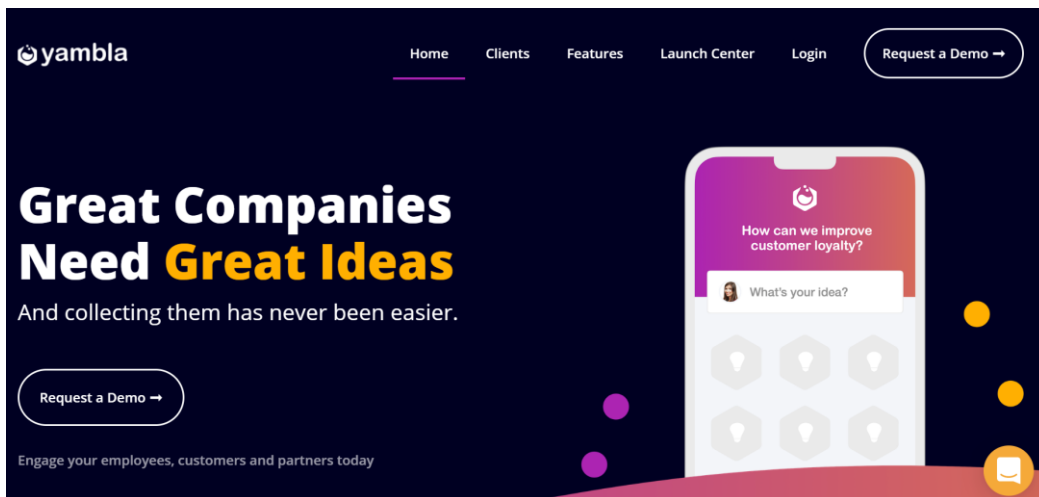 yambla
Home
Clients
Features
Launch Center
Login
Request a Demo ➞
Great Companies
Need Great Ideas
And collecting them has never been easier.
Request a Demo ➞
Engage your employees, customers and partners today
How can we improve
customer loyalty?
What's your idea?